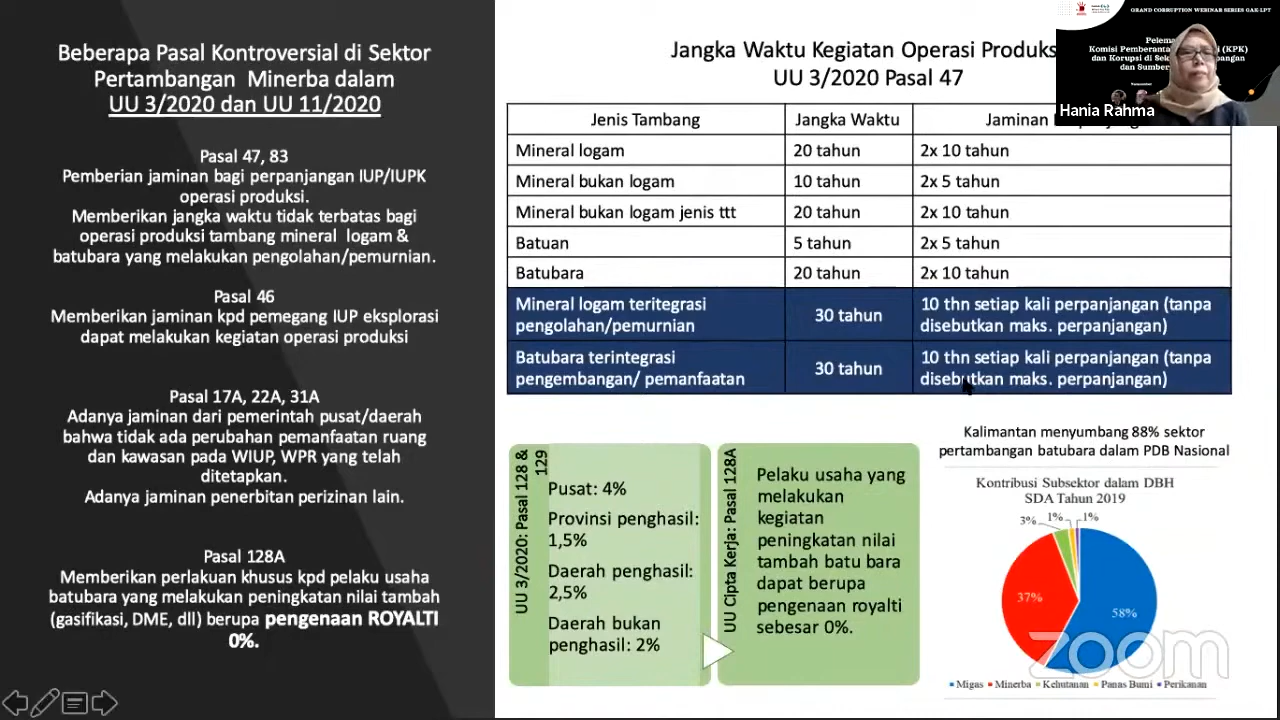 Beberapa Pasal Kontroversial di Sektor
Pertambangan Minerba dalam
UU 3/2020 dan UU 11/2020
Pasal 47, 83
Pemberian jaminan bagi perpanjangan IUP/IUPK
operasi produksi.
Memberikan jangka waktu tidak terbatas bagi
operasi produksi tambang mineral logam &
batubara yang melakukan pengolahan/pemurnian.
Pasal 46
Memberikan jaminan kpd pemegang IUP eksplorasi
dapat melakukan kegiatan operasi produksi
Pasal 17A, 22A, 31A
Adanya jaminan dari pemerintah pusat/daerah
bahwa tidak ada perubahan pemanfaatan ruang
dan kawasan pada WIUP, WPR yang telah
ditetapkan.
Adanya jaminan penerbitan perizinan lain.
Pasal 128A
Memberikan perlakuan khusus kpd pelaku usaha
batubara yang melakukan peningkatan nilai tambah
(gasifikasi, DME, dll) berupa pengenaan ROYALTI
0%.
Jangka Waktu Kegiatan Operasi Produks
UU 3/2020 Pasal 47
Jenis Tambang Jangka Waktu Jaminan
Mineral logam 20 tahun 2x 10 tahun
Mineral bukan logam 10 tahun 2x 5 tahun
Mineral bukan logam jenis ttt 20 tahun 2x 10 tahun
Batuan 5 tahun 2x 5 tahun
Batubara 20 tahun 2x 10 tahun
Mineral logam teritegrasi
pengolahan/pemurnian
30 tahun
10 thn setiap kali perpanjangan (tanpa
disebutkan maks. perpanjangan)
Batubara terintegrasi
pengembangan/ pemanfaatan
30 tahun
10 thn setiap kali perpanjangan (tanpa
disebutkan maks. perpanjangan)
UU 3/2020: Pasal 128 &
129
Pusat: 4%
Provinsi penghasil:
1,5%
Daerah penghasil:
2,5%
Daerah bukan
penghasil: 2%
UU Cipta Kerja: Pasal 128A
Pelaku usaha yang
melakukan
kegiatan
peningkatan nilai
tambah batu bara
dapat berupa
pengenaan royalti
sebesar 0%.
Kalimantan menyumbang 88% sektor
pertambangan batubara dalam PDB Nasional
Kontribusi Subsektor dalam DBH
SDA Tahun 2019
3% 1% 1%
37%
58%
Migas Minerba Kehutanan Panas Bumi Perikanan
zoom
GRAND CORRUPTION WEBINAR SERIES GAK-LPT
Komisi (KPK)
dan Korupsi di
dan
Hania Rahma